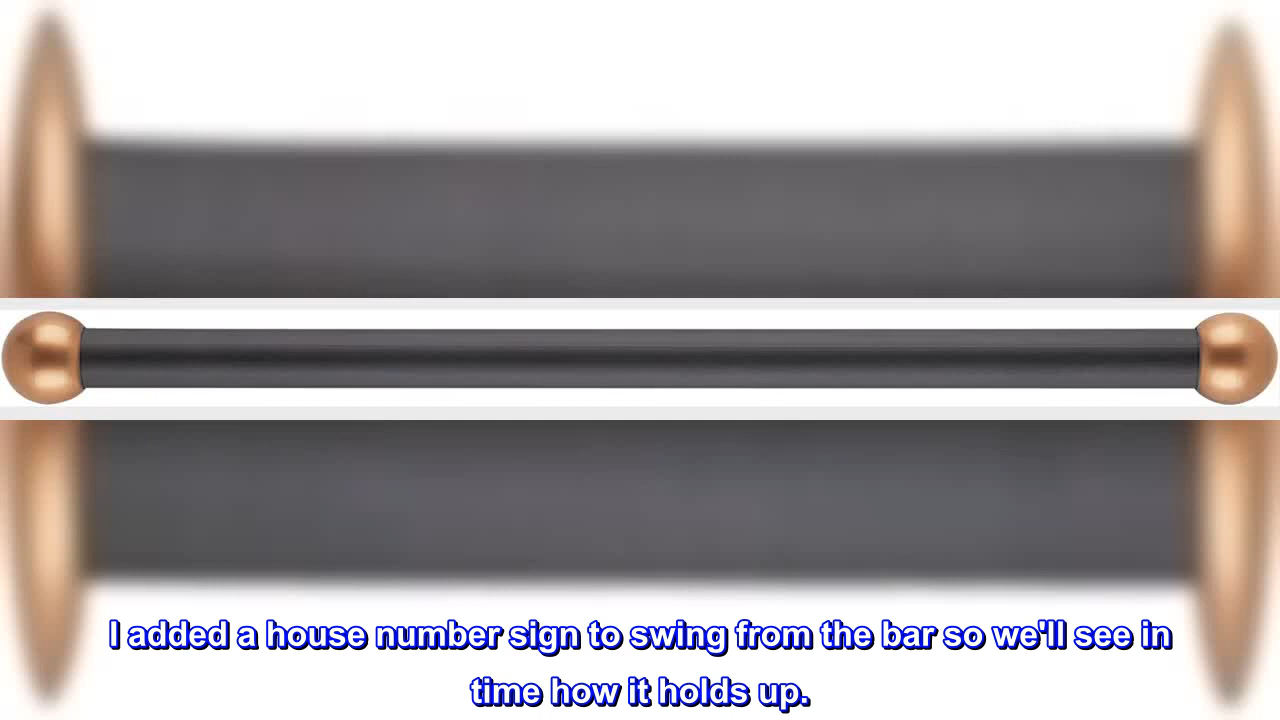 I added a house number sign to swing from the bar so we'll see in
time how it holds up.